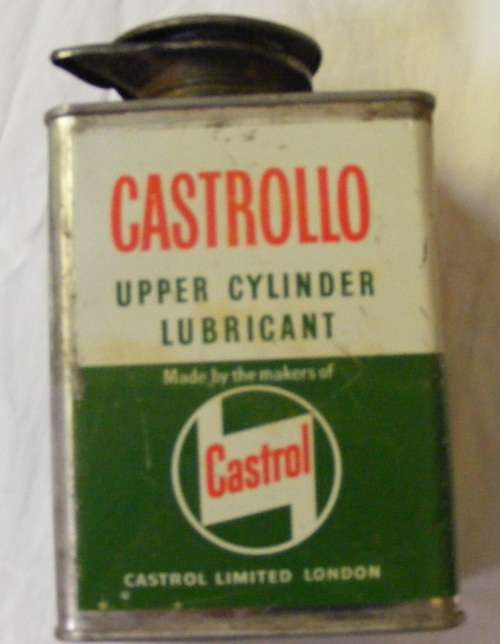 CASTROLLO
UPPER CYLINDER
LUBRICANT
Made by the makers of
Castrol
CASTROL LIMITED LONDON